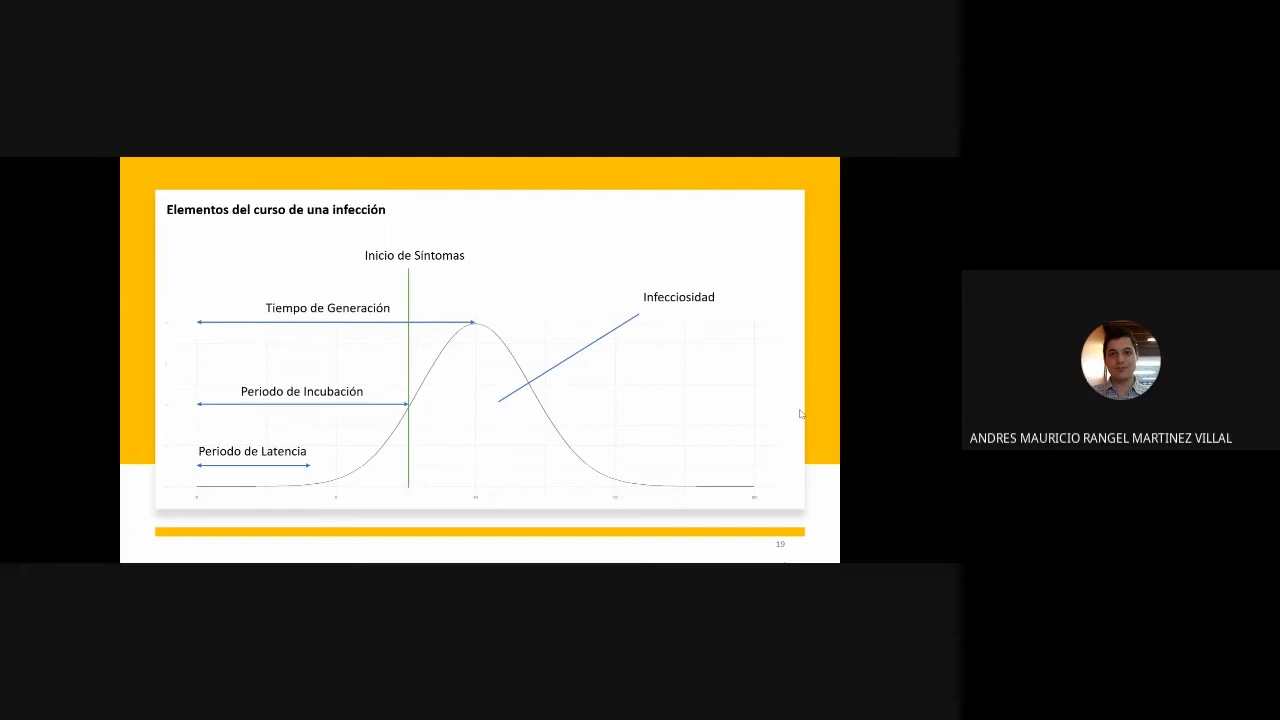 Elementos del curso de una infección
Inicio de Síntomas
Infecciosidad
Tiempo de Generación
Periodo de Incubación
Periodo de Latencia
ANDRES MAURICIO RANGEL MARTINEZ VILLAL
19